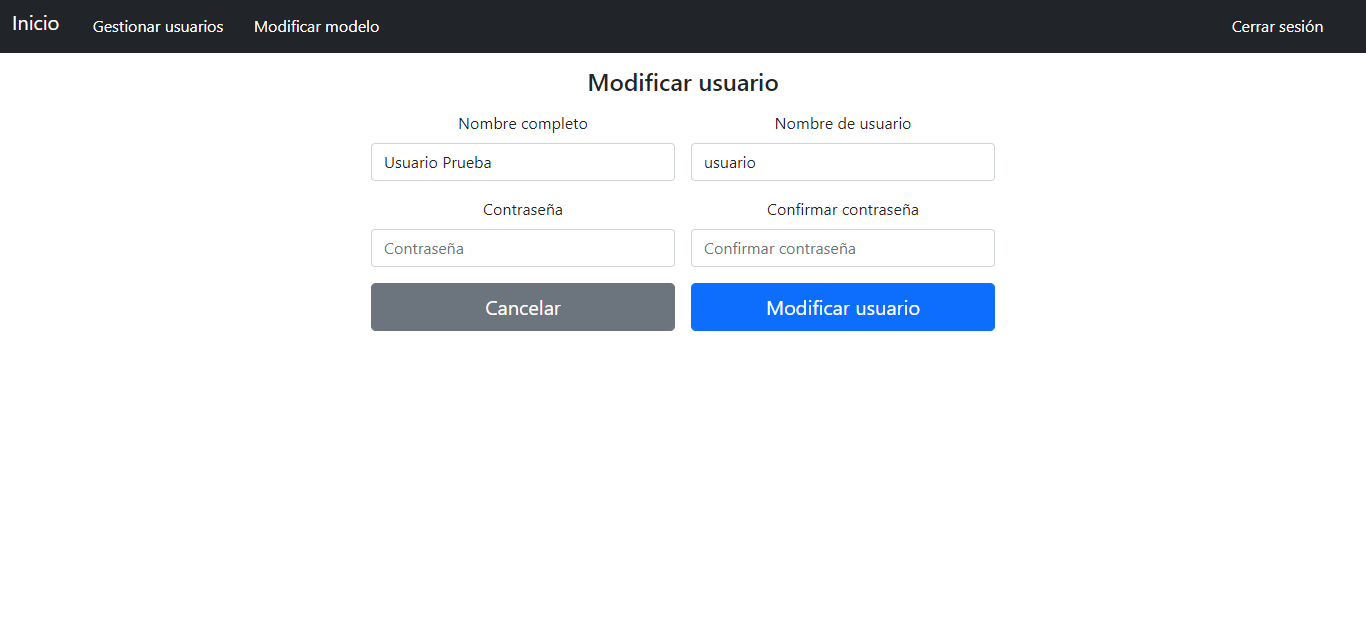 Inicio Gestionar usuarios Modificar modelo Cerrar sesión
Modificar usuario
Nombre completo Nombre de usuario
Usuario Prueba usuario
Contraseña Confirmar contraseña
Contraseña Confirmar contraseña
Cancelar Modificar usuario